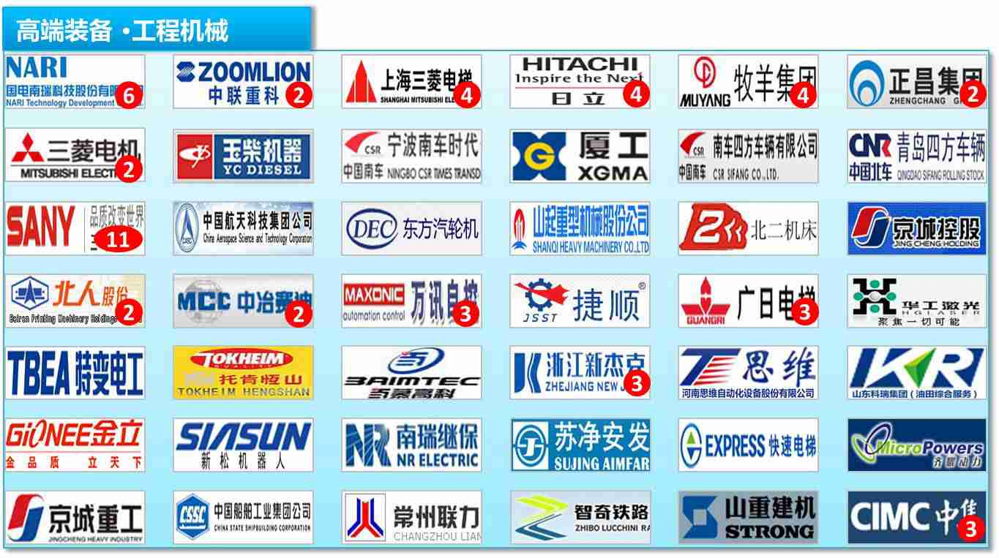 高端装备 ·工程机械
NARI
国电南瑞科技股份有限
NARI Technology Development
6
ZOOMLION
中联重科
2
上海三菱电梯
SHANGHAI MITSUBISHI
4
HITACHI
Inspire the Next
日立
4
MUYANG
牧羊集团
4
正昌集团
ZHENGCHANG
2
三菱电机
MITSUBISHI
2
玉柴机器
YC DIESEL
CSR
中国南车
宁波南车时代
NINGBO CSR TIMES TRANSD
G
厦工
XGMA
CSR
中国南车
南车四方车辆有限公司
CSR SIFANG CO.,LTD.
CNR
中国北车
青岛四方车辆
QINGDAO SIFANG ROLLING STOCK
SANY
品质改变世界
11
CASC
中国航天科技集团公司
China Aerospace Science and Technology Corporation
DEC
东方汽轮机
山起重型机械股份公司
SHANQI HEAVY MACHINERY CO.,LTD
北二机床
京城控股
JING CHENG HOLDING
北人股份
Beiren Printing Machinery Holdings
2
MCC 中冶赛迪
2
MAXONIC
automation control
万讯自控
3
JSST
捷顺®
GUANGRI
广日电梯
3
华工激光
HGLASER
聚焦一切可能
TBEA 特变电工
TOKHEIM
QUALITY
托肯恒山
TOKHEIM HENGSHAN
BAIMTEC
百慕高科
浙江新杰克
ZHEJIANG NEW
3
思维
河南思维自动化设备股份有限公司
KR
山东科瑞集团（油田综合服务）
GiONEE金立
金品质 立天下
SIASUN
新松机器人
NR
南瑞继保
NR ELECTRIC
苏净安发
SUJING AIMFAR
EXPRESS 快速电梯
MicroPowers
齐耀动力
京城重工
JINGCHENG HEAVY INDUSTRY
CSSC
中国船舶工业集团公司
CHINA STATE SHIPBUILDING CORPORATION
常州联力
CHANGZHOU LIAN
智奇铁路
ZHIBO LUCCHINI RA
山重建机
STRONG
CIMC 中集
3